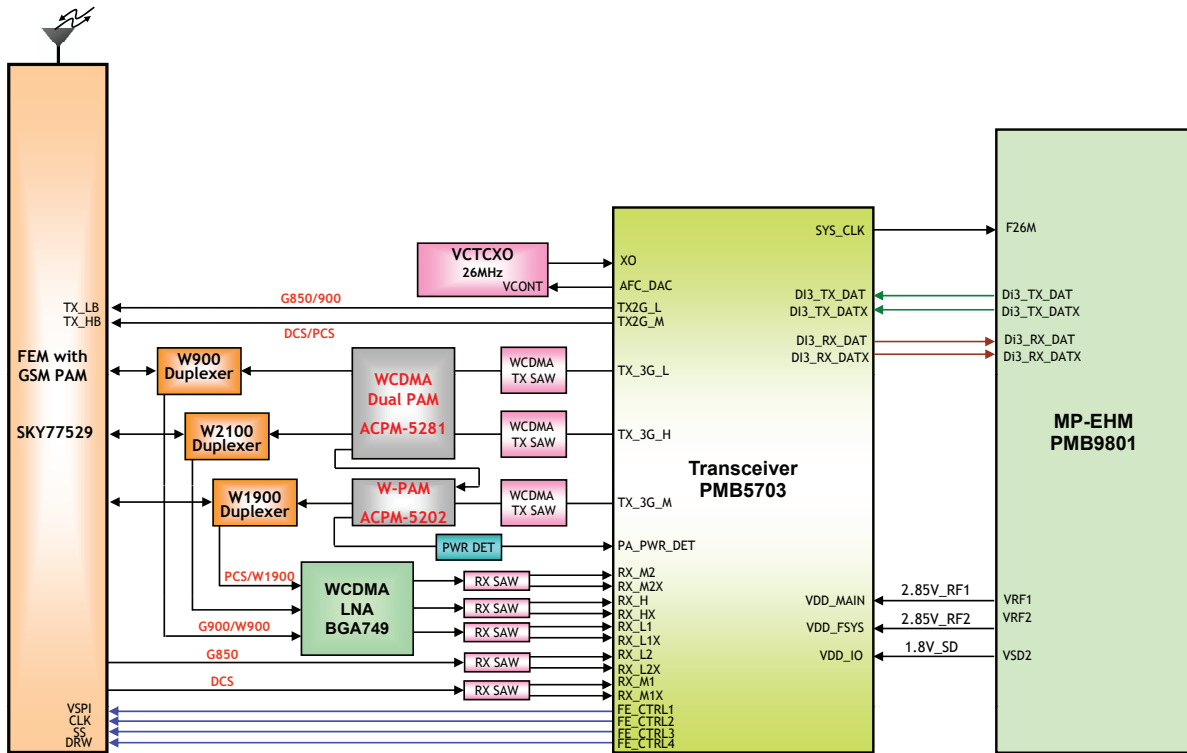 TX_LB
TX_HB
FEM with
GSM PAM
SKY77529
VSPI
CLK
SS
DRW
G850/900
DCS/PCS
W900
Duplexer
W2100
Duplexer
W1900
Duplexer
PCS/W1900
G900/W900
G850
DCS
VCTCXO
26MHz
VCONT
WCDMA
Dual PAM
ACPM-5281
W-PAM
ACPM-5202
WCDMA
TX SAW
WCDMA
TX SAW
WCDMA
TX SAW
PWR DET
WCDMA
LNA
BGA749
RX SAW
RX SAW
RX SAW
RX SAW
RX SAW
XO
AFC_DAC
TX2G_L
TX2G_M
TX_3G_L
TX_3G_H
TX_3G_M
PA_PWR_DET
RX_M2
RX_M2X
RX_H
RX_HX
RX_L1
RX_L1X
RX_L2
RX_L2X
RX_M1
RX_M1X
FE_CTRL1
FE_CTRL2
FE_CTRL3
FE_CTRL4
Transceiver
PMB5703
SYS_CLK
DI3_TX_DAT
DI3_TX_DATX
DI3_RX_DAT
DI3_RX_DATX
VDD_MAIN
VDD_FSYS
VDD_IO
2.85V_RF1
2.85V_RF2
1.8V_SD
F26M
Di3_TX_DAT
Di3_TX_DATX
Di3_RX_DAT
Di3_RX_DATX
MP-EHM
PMB9801
VRF1
VRF2
VSD2